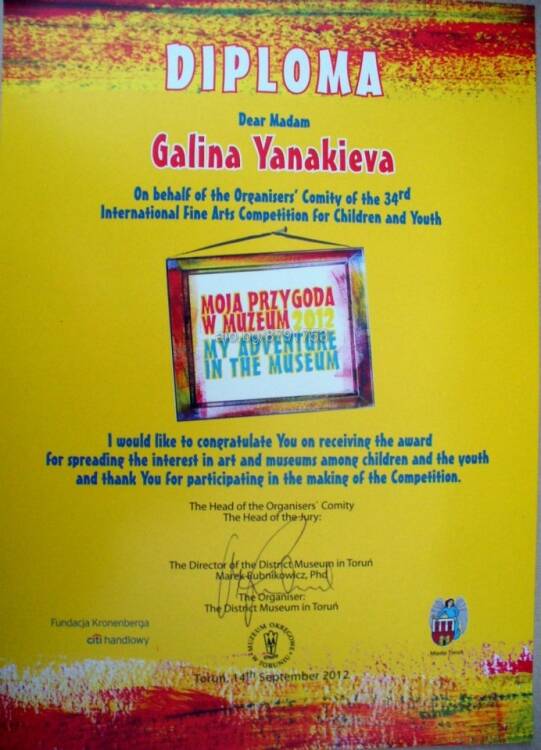 DIPLOMA
Dear Madam
Galina Yanakieva
On behalf of the Organisers' Comity of the 34rd
International Fine Arts Competition for Children and Youth
MOJA PRZYGODA
W MUZEUM 2012
MY ADVENTURE
IN THE MUSEUM
I would like to congratulate You on receiving the award
for spreading the interest in art and museums among children and the youth
and thank You for participating in the making of the Competition.
The Head of the Organisers' Comity
The Head of the Jury:
The Director of the District Museum in Toruń
Marek Rubnikowicz, Phd
The Organiser:
The District Museum in Toruń
Fundacja Kronenberga
citi handlowy
MUZEUM OKRĘGOWE
W TORUNIU
Miasto Toruń
Toruń, 14th September 2012